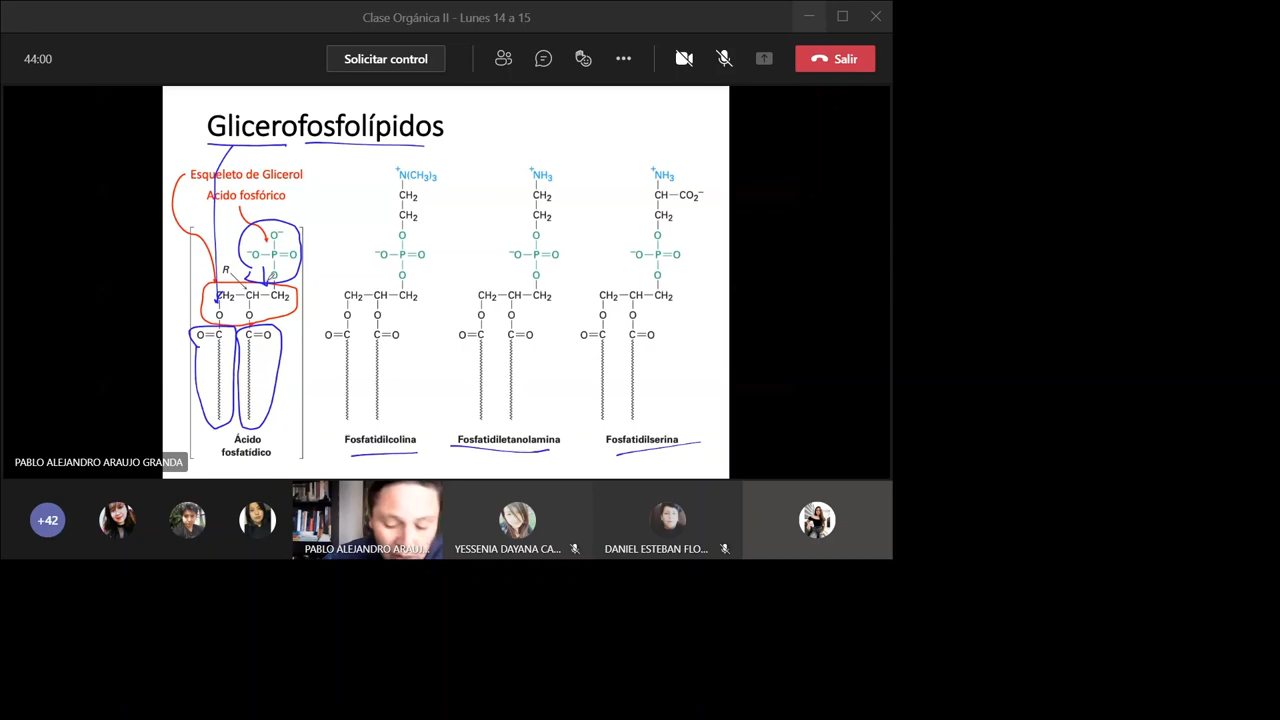 Clase Orgánica II - Lunes 14 a 15
44:00
Solicitar control
Salir
Glicerofosfolípidos
Esqueleto de Glicerol
Acido fosfórico
O⁻
⁻O—P=O
O
R
CH₂—CH—CH₂
O O
O=C C=O
Ácido
fosfatídico
⁺N(CH₃)₃
CH₂
CH₂
O
⁻O—P=O
O
CH₂—CH—CH₂
O O
O=C C=O
Fosfatidilcolina
⁺NH₃
CH₂
CH₂
O
⁻O—P=O
O
CH₂—CH—CH₂
O O
O=C C=O
Fosfatidiletanolamina
⁺NH₃
CH—CO₂⁻
CH₂
O
⁻O—P=O
O
CH₂—CH—CH₂
O O
O=C C=O
Fosfatidilserina
PABLO ALEJANDRO ARAUJO GRANDA
+42
PABLO ALEJANDRO ARAUJ...
YESSENIA DAYANA CA...
DANIEL ESTEBAN FLO...